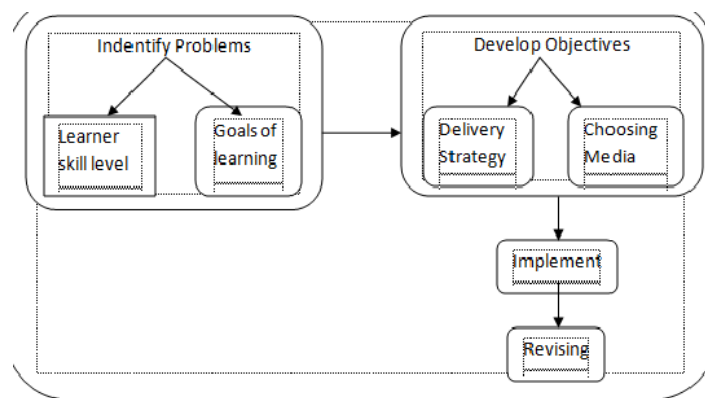 Indentify Problems
Learner
skill level
Goals of
learning
Develop Objectives
Delivery
Strategy
Choosing
Media
Implement
Revising